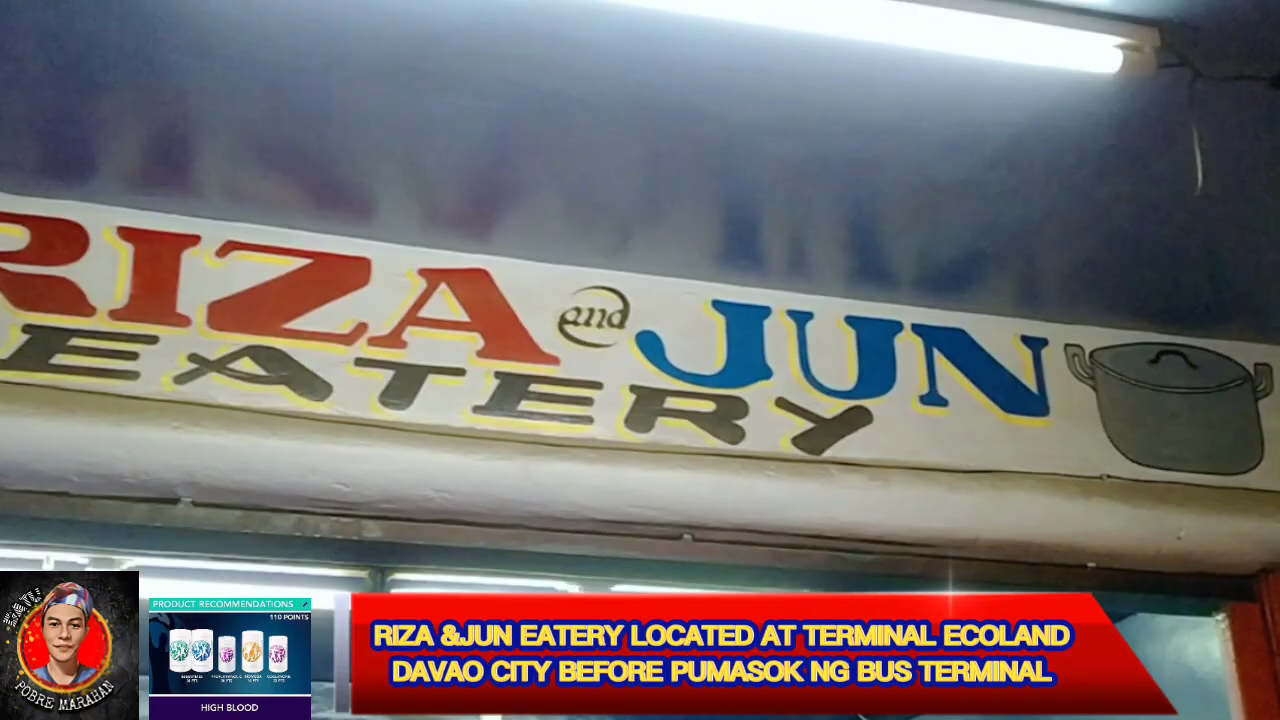 RIZA and JUN
EATERY
PRODUCT RECOMMENDATIONS
110 POINTS
HIGH BLOOD
POBRE MARAHAN
RIZA &JUN EATERY LOCATED AT TERMINAL ECOLAND
DAVAO CITY BEFORE PUMASOK NG BUS TERMINAL